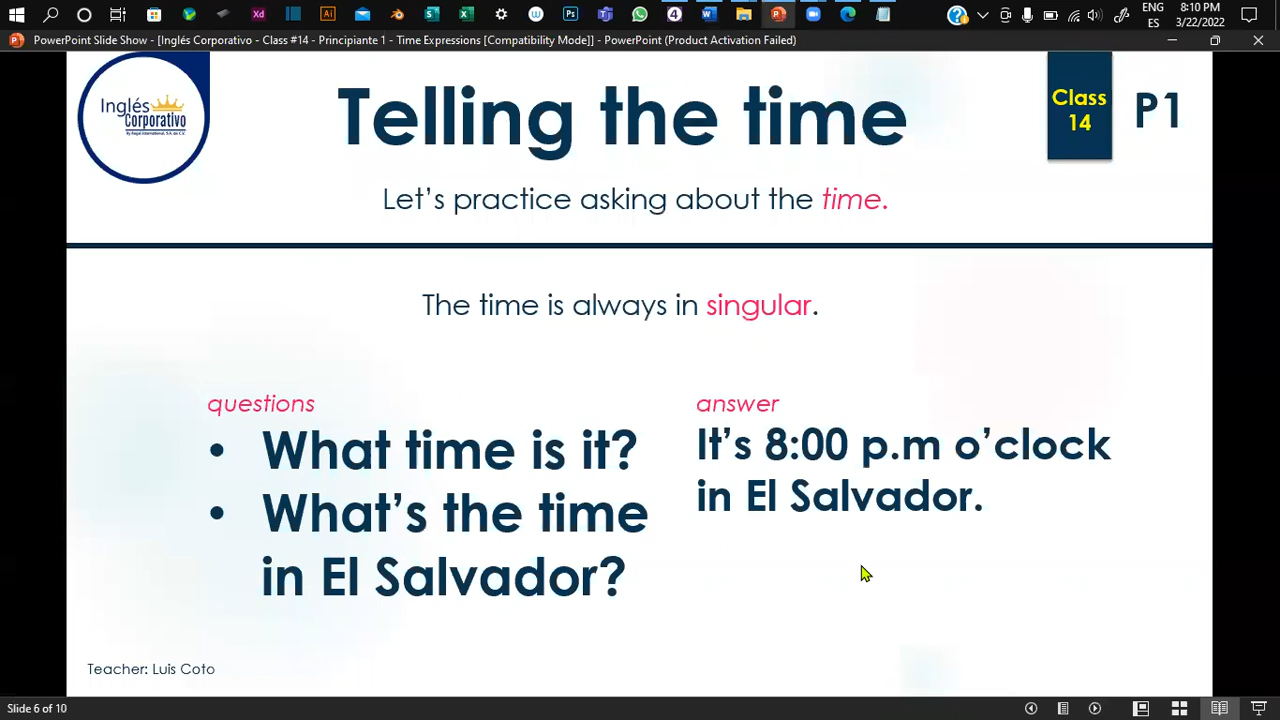 8:10 PM
ENG
ES
3/22/2022
PowerPoint Slide Show - [Inglés Corporativo - Class #14 - Principiante 1 - Time Expressions [Compatibility Mode]] - PowerPoint (Product Activation Failed)
Inglés
Corporativo
Telling the time
Class
14
P1
Let's practice asking about the time.
The time is always in singular.
questions
• What time is it?
• What's the time
in El Salvador?
answer
It's 8:00 p.m o'clock
in El Salvador.
Teacher: Luis Coto
Slide 6 of 10